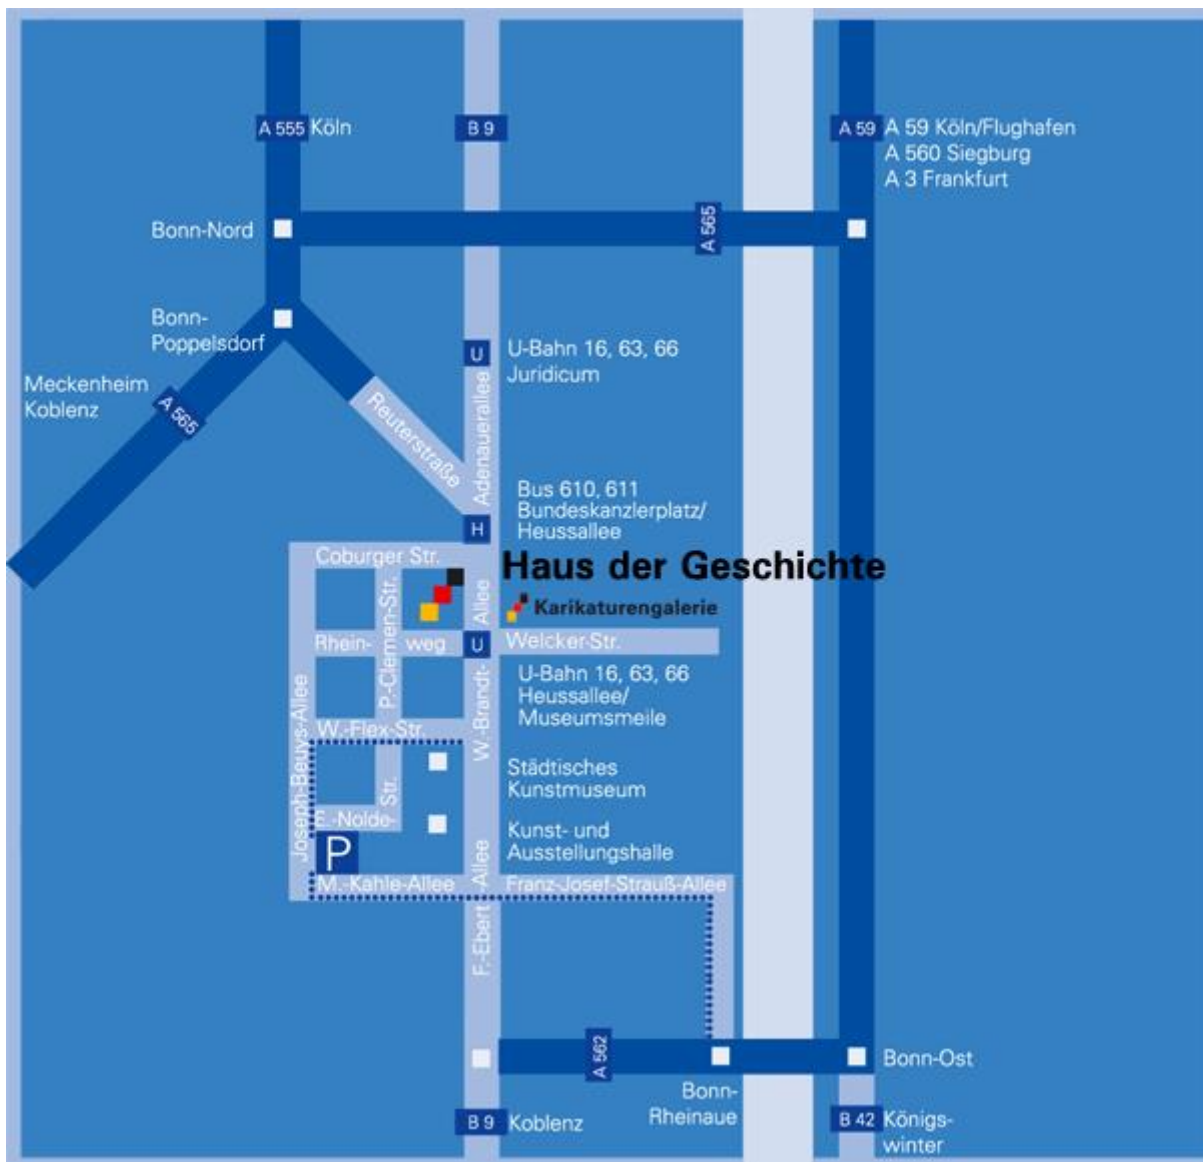 A 555 Köln
B 9
A 59
A 59 Köln/Flughafen
A 560 Siegburg
A 3 Frankfurt
Bonn-Nord
A 565
Bonn-
Poppelsdorf
U
U-Bahn 16, 63, 66
Juridicum
Meckenheim
Koblenz
A 565
Reuterstraße
Adenauerallee
Bus 610, 611
Bundeskanzlerplatz/
Heussallee
H
Coburger Str.
Haus der Geschichte
Karikaturengalerie
P.-Clemen-Str.
W.-Brandt-Allee
Rhein-weg
U
Welcker-Str.
U-Bahn 16, 63, 66
Heussallee/
Museumsmeile
Joseph-Beuys-Allee
W.-Flex-Str.
Städtisches
Kunstmuseum
E.-Nolde-Str.
Kunst- und
Ausstellungshalle
P
M.-Kahle-Allee
F.-Ebert-Allee
Franz-Josef-Strauß-Allee
A 562
Bonn-Ost
Bonn-
Rheinaue
B 9 Koblenz
B 42 Königs-
winter